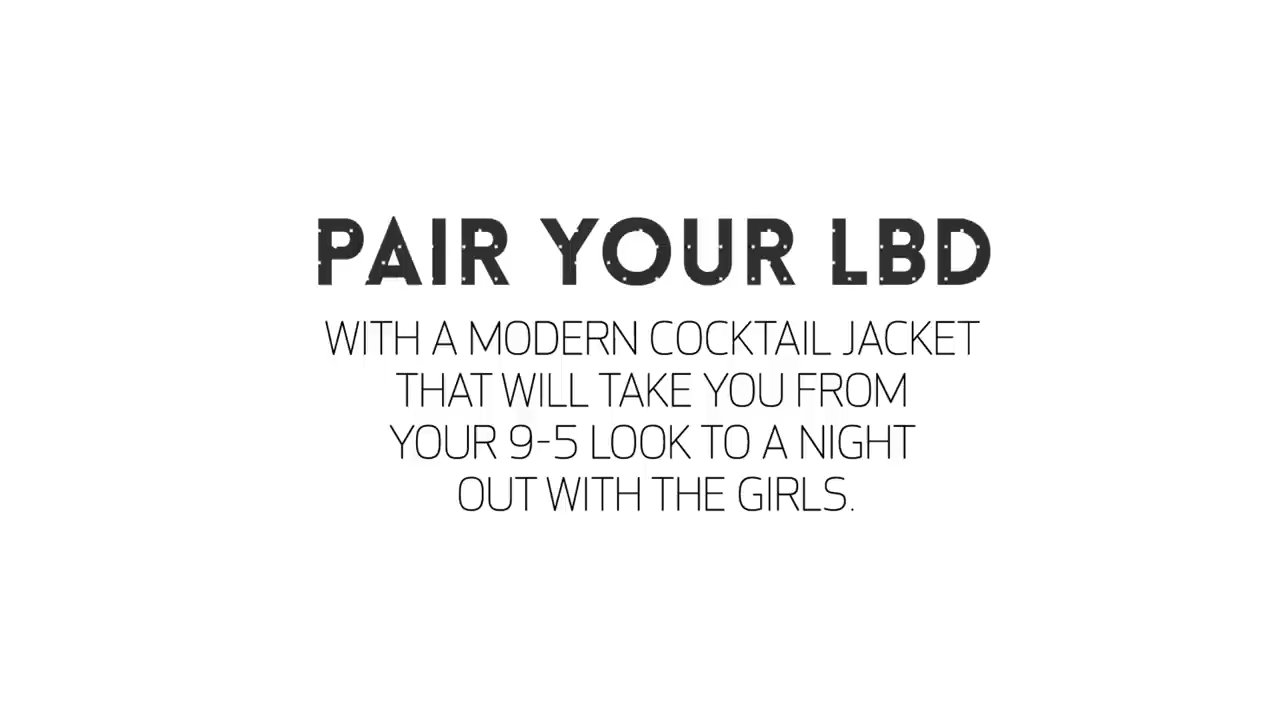 PAIR YOUR LBD
WITH A MODERN COCKTAIL JACKET
THAT WILL TAKE YOU FROM
YOUR 9-5 LOOK TO A NIGHT
OUT WITH THE GIRLS.